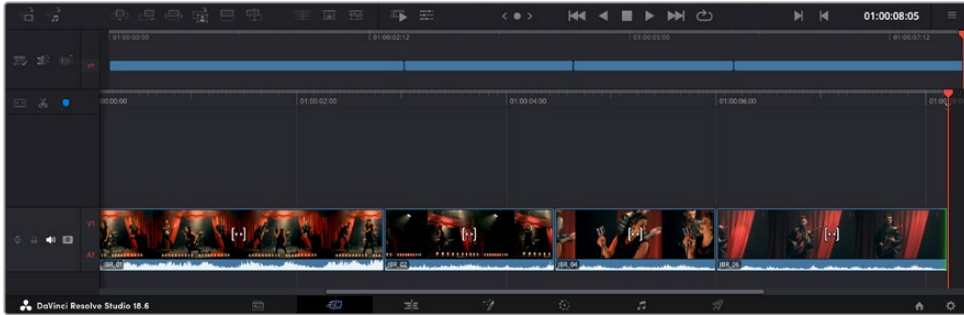 01:00:08:05
01:00:00:00 01:00:02:12 01:00:05:00 01:00:07:12
V1
00:00:00 01:00:02:00 01:00:04:00 01:00:06:00 01:00
V1
A1
JBR_01 JBR_02 JBR_04 JBR_06
DaVinci Resolve Studio 18.6